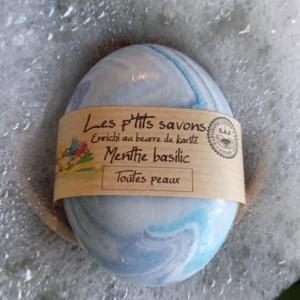 Les p'tits savons
Enrichi au beurre de karité
Menthe basilic
Toutes peaux